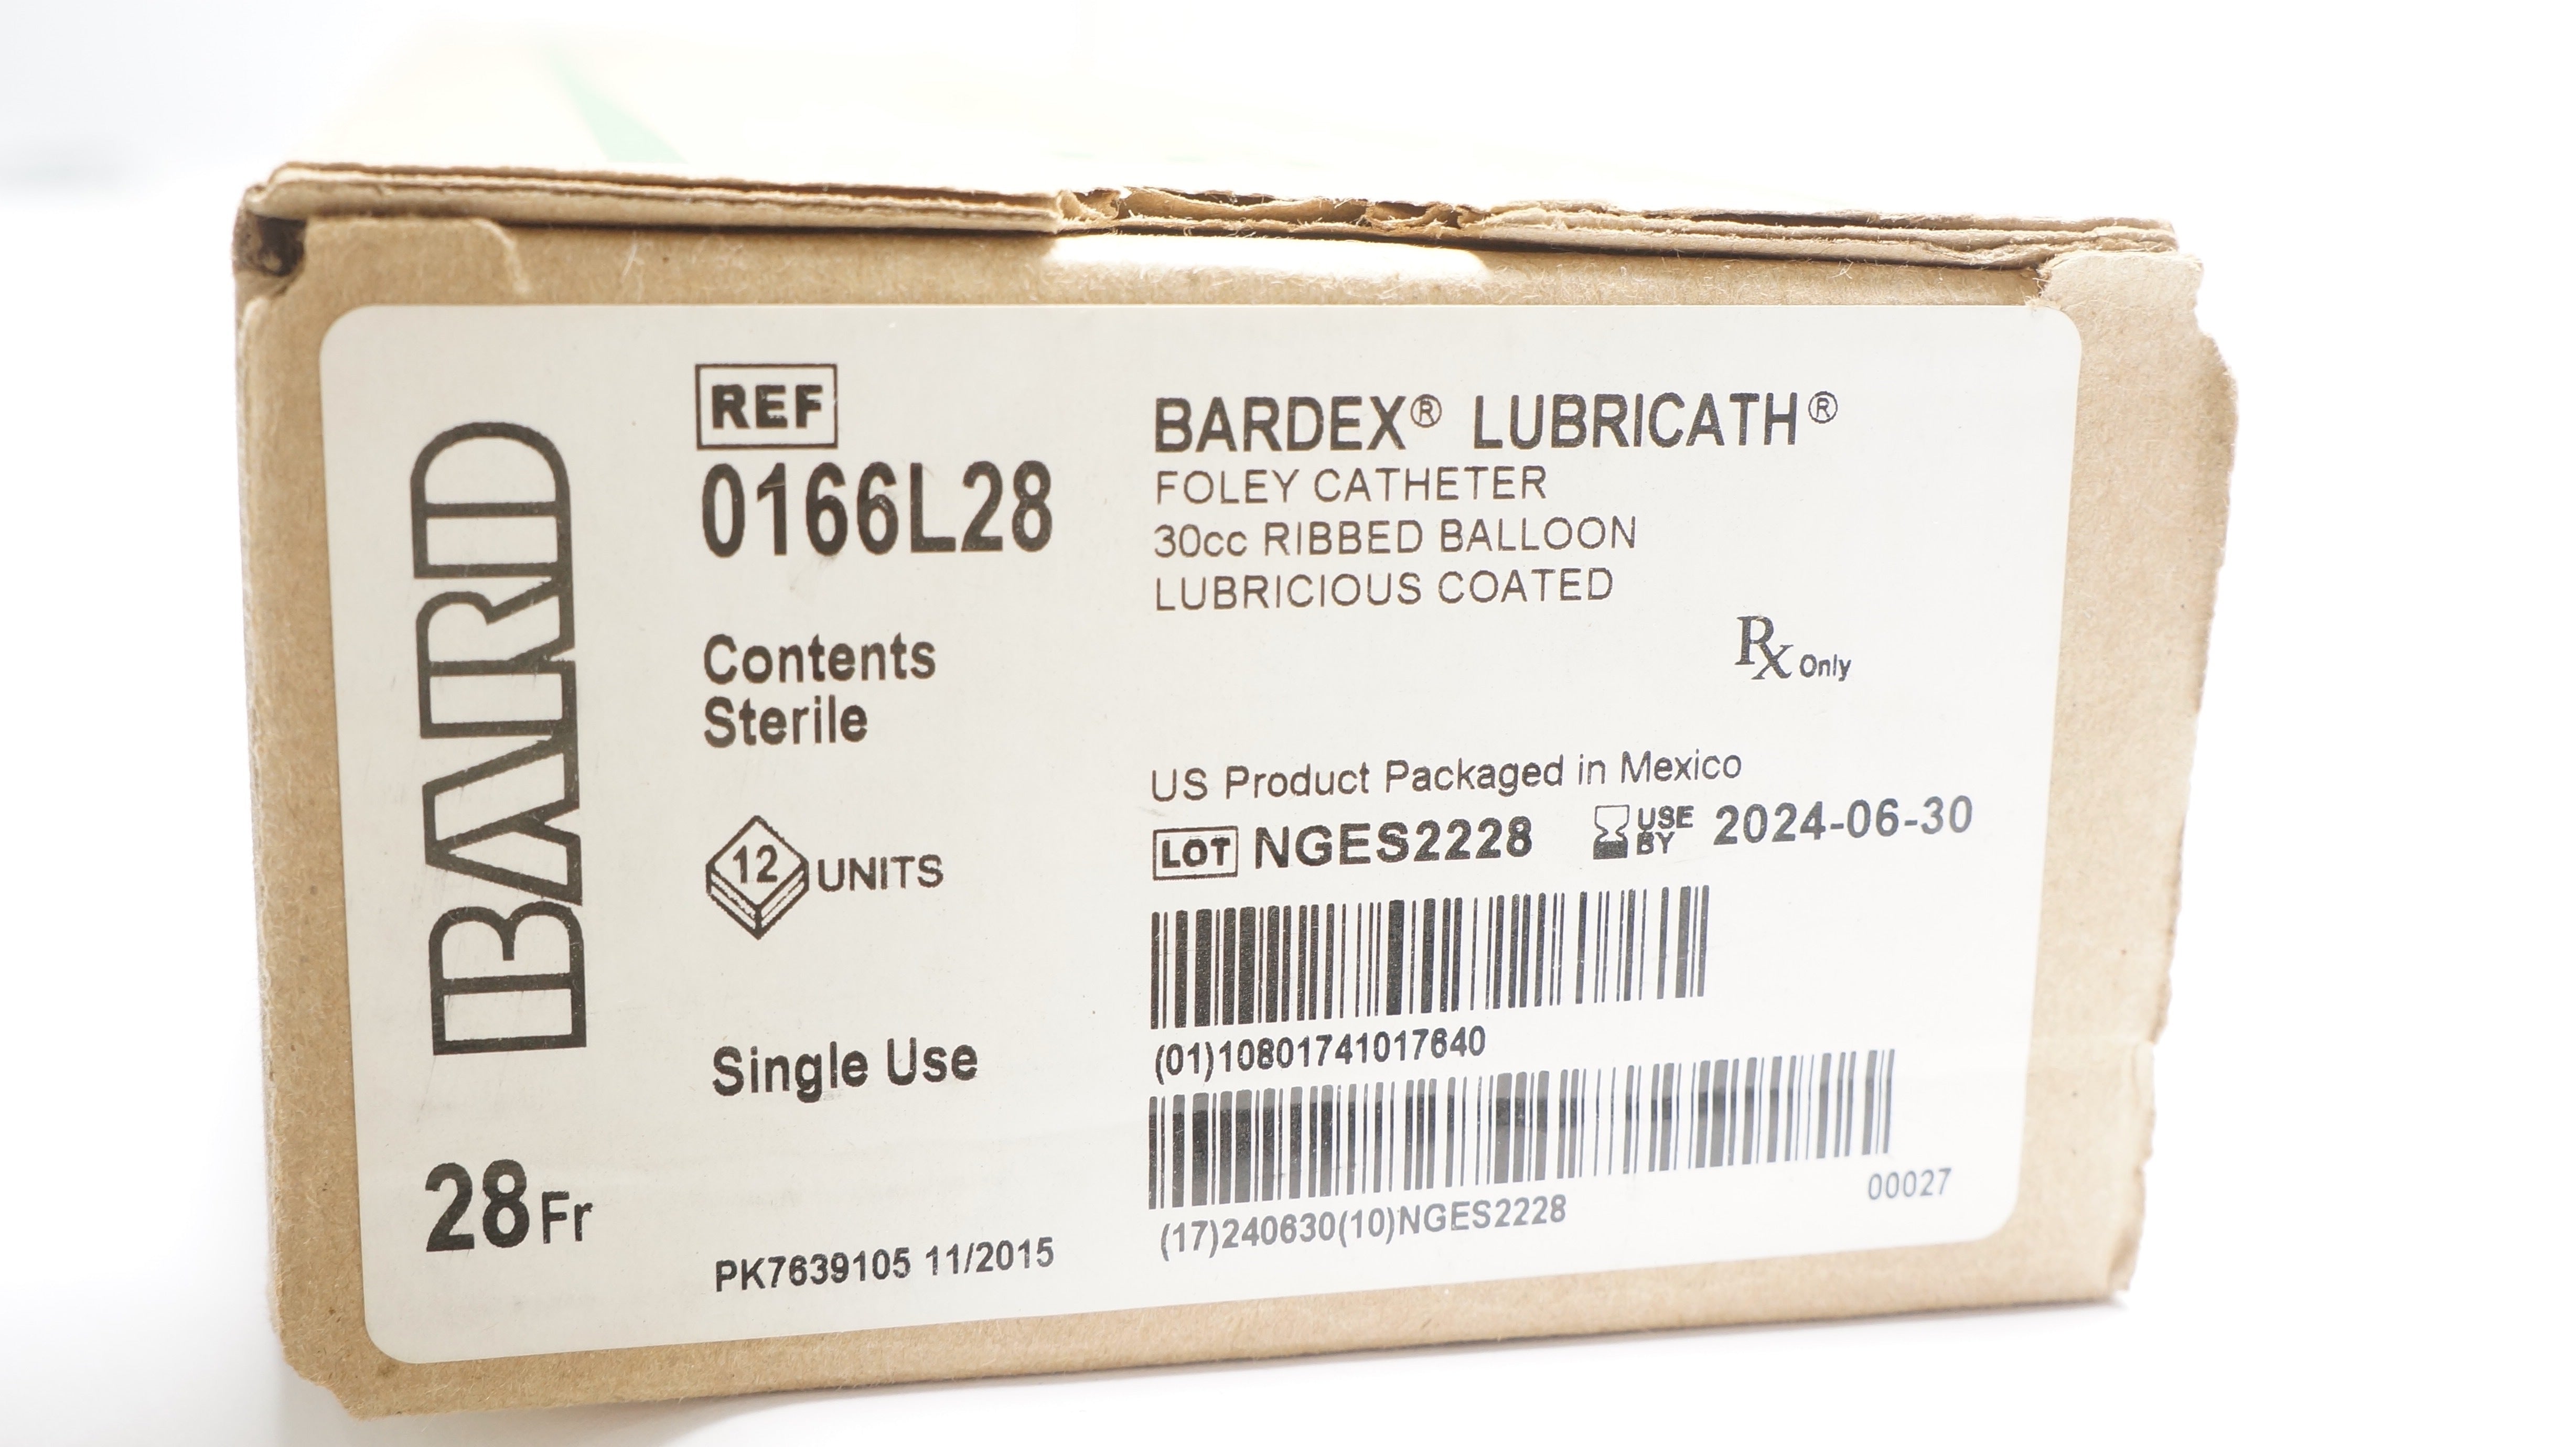 BARD
28 Fr
REF
0166L28
Contents
Sterile
12 UNITS
Single Use
PK7639105 11/2015
BARDEX® LUBRICATH®
FOLEY CATHETER
30cc RIBBED BALLOON
LUBRICIOUS COATED
Rx Only
US Product Packaged in Mexico
LOT NGES2228 USE BY 2024-06-30
(01)10801741017640
(17)240630(10)NGES2228
00027